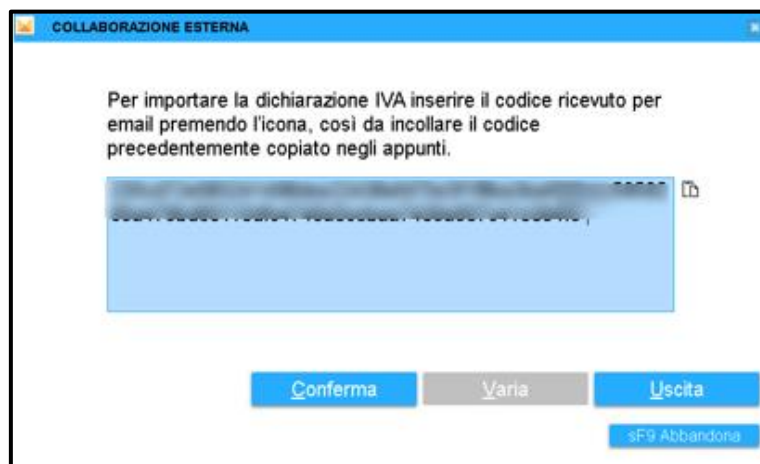 COLLABORAZIONE ESTERNA
Per importare la dichiarazione IVA inserire il codice ricevuto per
email premendo l'icona, così da incollare il codice
precedentemente copiato negli appunti.
Conferma
Varia
Uscita
sF9 Abbandona